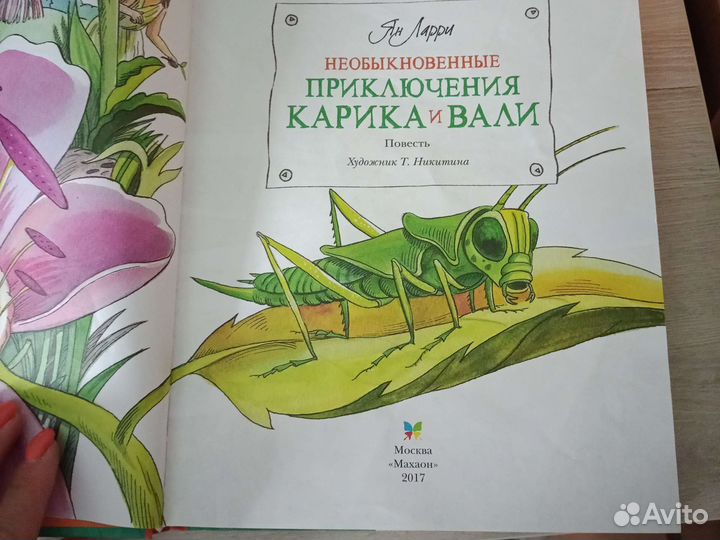 Ян Ларри
НЕОБЫКНОВЕННЫЕ
ПРИКЛЮЧЕНИЯ
КАРИКА И ВАЛИ
Повесть
Художник Т. Никитина
Москва
«Махаон»
2017
Avito